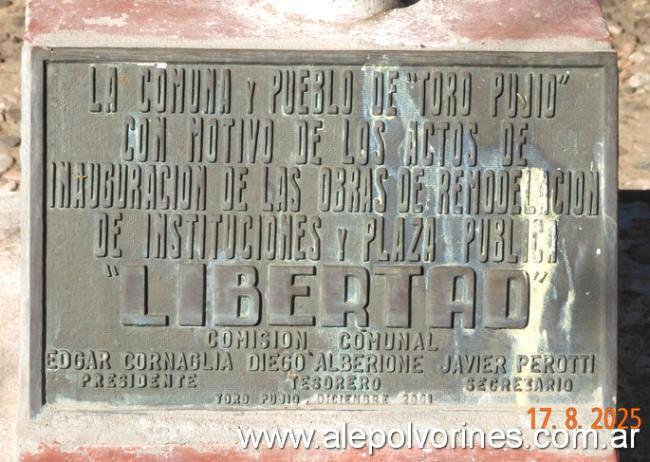 LA COMUNA Y PUEBLO DE "TORO PUJIO"
CON MOTIVO DE LOS ACTOS DE
INAUGURACION DE LAS OBRAS DE REMODELACION
DE INSTITUCIONES Y PLAZA PUBLICA
"LIBERTAD"
COMISION COMUNAL
EDGAR CORNAGLIA DIEGO ALBERIONE JAVIER PEROTTI
PRESIDENTE TESORERO SECRETARIO
TORO PUJIO, DICIEMBRE
17. 8. 2025
www.alepolvorines.com.ar